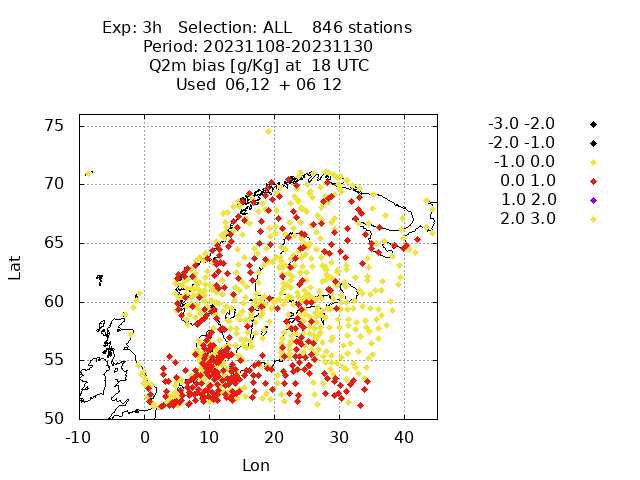 Exp: 3h   Selection: ALL    846 stations
Period: 20231108-20231130
Q2m bias [g/Kg] at  18 UTC
Used  06,12  + 06 12
-3.0 -2.0
-2.0 -1.0
-1.0 0.0
0.0 1.0
1.0 2.0
2.0 3.0
75
70
65
60
55
50
Lat
-10 0 10 20 30 40
Lon